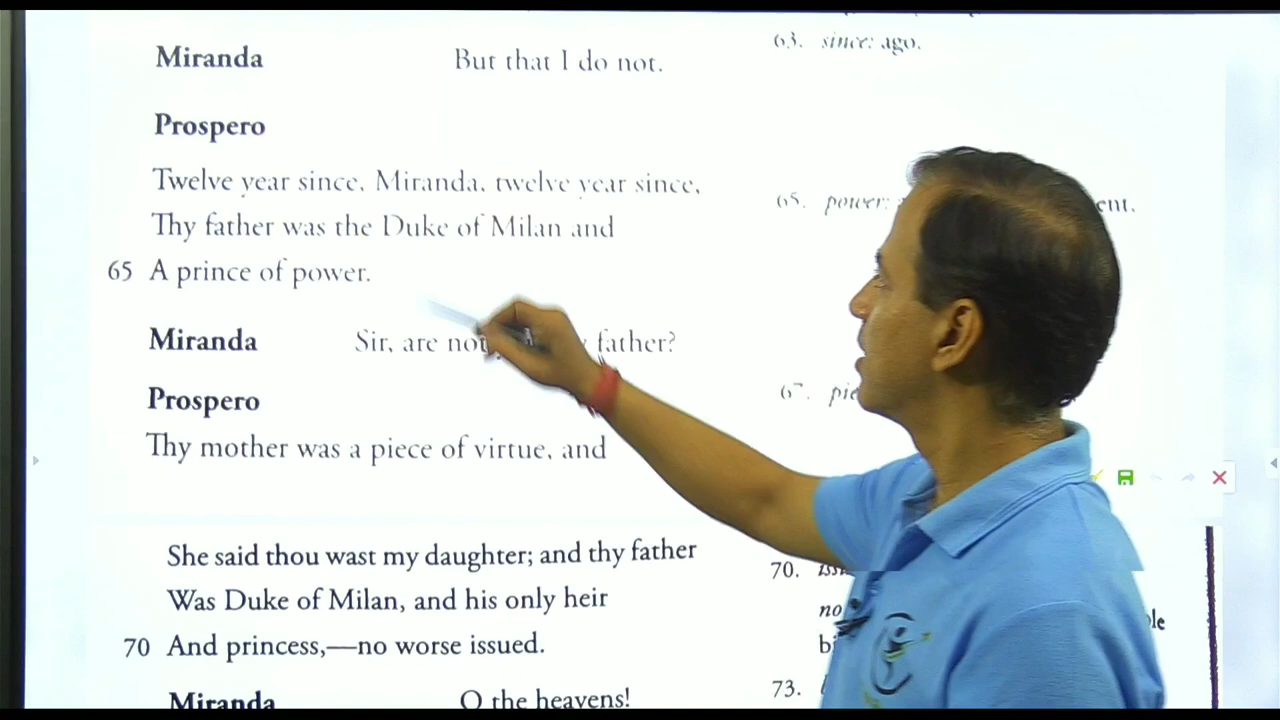 63. since: ago.
Miranda But that I do not.
Prospero
Twelve year since, Miranda, twelve year since,
Thy father was the Duke of Milan and
65. power: ent.
65 A prince of power.
Miranda Sir, are not father?
Prospero
67. pie
Thy mother was a piece of virtue, and
She said thou wast my daughter; and thy father
70.
Was Duke of Milan, and his only heir
no
70 And princess,—no worse issued.
73.
Miranda O the heavens!